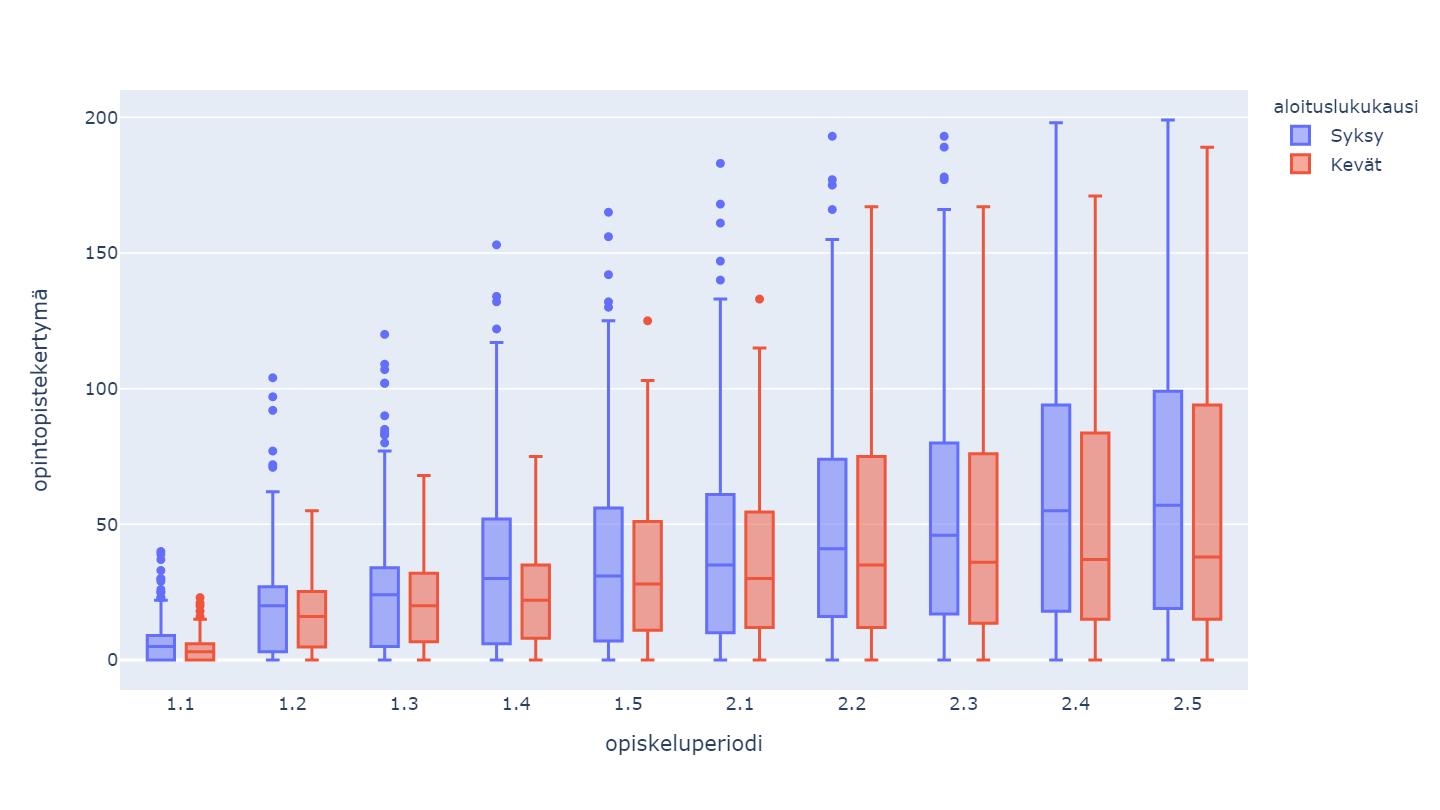 aloituslukukausi
Syksy
Kevät
opintopistekertymä
200
150
100
50
0
1.1 1.2 1.3 1.4 1.5 2.1 2.2 2.3 2.4 2.5
opiskeluperiodi